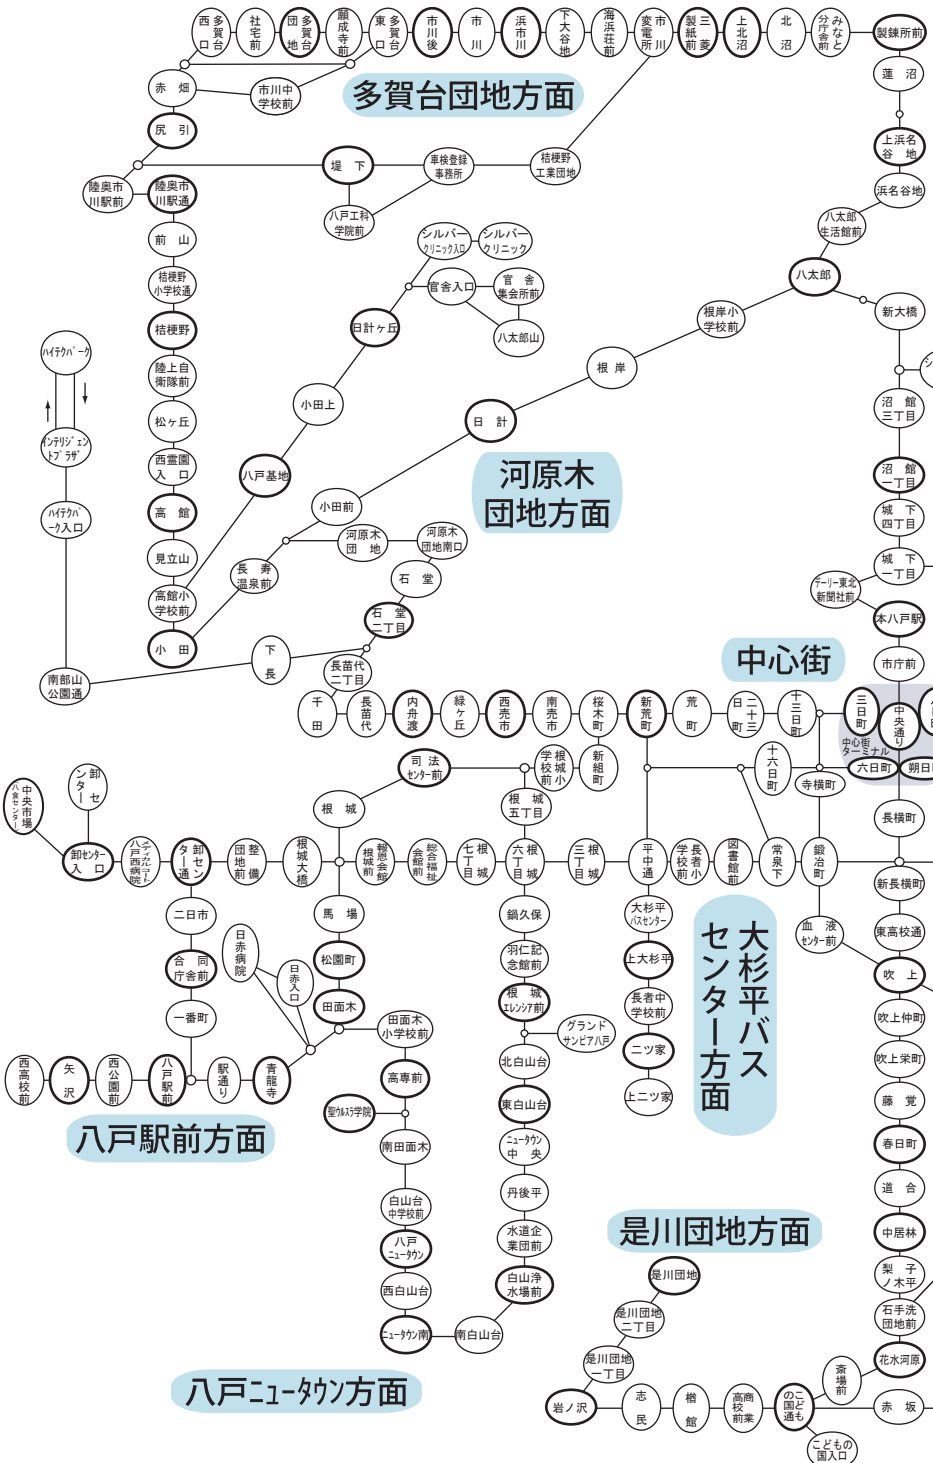 多賀台西口
社宅前
多賀台団地
願成寺前
多賀台東口
市川後
市川
浜市川
下大谷地
海浜荘前
市川変電所
三菱製紙前
上北沼
北沼
みなと分庁舎前
製錬所前
赤畑
市川中
学校前
多賀台団地方面
蓮沼
尻引
上浜名
谷地
陸奥市
川駅前
陸奥市
川駅通
堤下
車検登録
事務所
桔梗野
工業団地
浜名谷地
八戸工科
学院前
八太郎
生活館前
前山
シルバー
クリニック入口
シルバー
クリニック
桔梗野
小学校通
官舎入口
官舎
集会所前
八太郎
新大橋
桔梗野
日計ヶ丘
八太郎山
根岸小
学校前
ハイテクパーク
陸上自
衛隊前
根岸
小田上
沼館
三丁目
松ヶ丘
日計
インテリジェン
トプラザ
西霊園
入口
八戸基地
河原木
団地方面
沼館
一丁目
ハイテクパ
ーク入口
高館
小田前
城下
四丁目
見立山
河原木
団地
河原木
団地南口
城下
一丁目
高館小
学校前
長寿
温泉前
石堂
デーリー東北
新聞社前
小田
石堂
二丁目
本八戸駅
下長
南部山
公園通
長苗代
二丁目
中心街
市庁前
千田
長苗代
内舟渡
緑ヶ丘
西売市
南売市
桜木町
新荒町
荒町
二十三日町
十三日町
三日町
中央通り
中心街
ターミナル
六日町
朔日
司法
センター前
根城小学校前
新組町
十六日町
寺横町
中央市場
八食センター
卸センター
根城
根城
五丁目
長横町
卸センター
入口
メディカルコート八戸西病院
卸センター通
整備団地前
根城大橋
報恩会館根城前
総合福祉会館前
根城七丁目
根城六丁目
根城三丁目
平中通
長者小学校前
図書館前
常泉下
鍛冶町
新長横町
二日市
馬場
鍋久保
大杉平
バスセンター
大杉平バス
センター方面
血液
センター前
東高校通
日赤病院
合同
庁舎前
松園町
羽仁記
念館前
上大杉平
吹上
日赤入口
一番町
田面木
根城
エレンシア前
長者中
学校前
吹上仲町
田面木
小学校前
グランド
サンピア八戸
二ツ家
吹上栄町
西高校前
矢沢
西公園前
八戸駅前
駅通り
青龍寺
高専前
北白山台
上二ツ家
藤覚
東白山台
八戸駅前方面
聖ウルスラ学院
春日町
南田面木
ニュータウン
中央
道合
白山台
中学校前
丹後平
中居林
八戸
ニュータウン
水道企
業団前
是川団地方面
梨子
ノ木平
西白山台
白山浄
水場前
是川団地
石手洗
団地前
ニュータウン南
南白山台
是川団地
二丁目
花水河原
是川団地
一丁目
八戸ニュータウン方面
斎場前
岩ノ沢
志民
楢館
商業高校前
こどもの国通
赤坂
こどもの
国入口